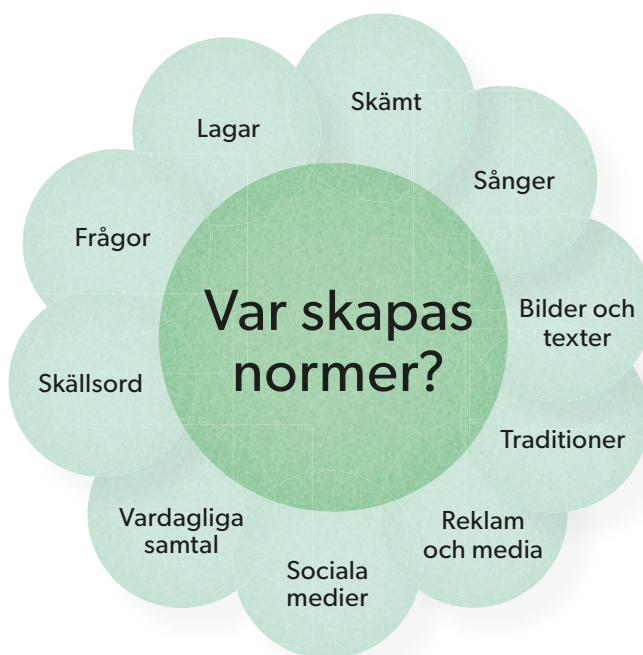 Var skapas
normer?
Skämt
Sånger
Bilder och
texter
Traditioner
Reklam
och media
Sociala
medier
Vardagliga
samtal
Skällsord
Frågor
Lagar